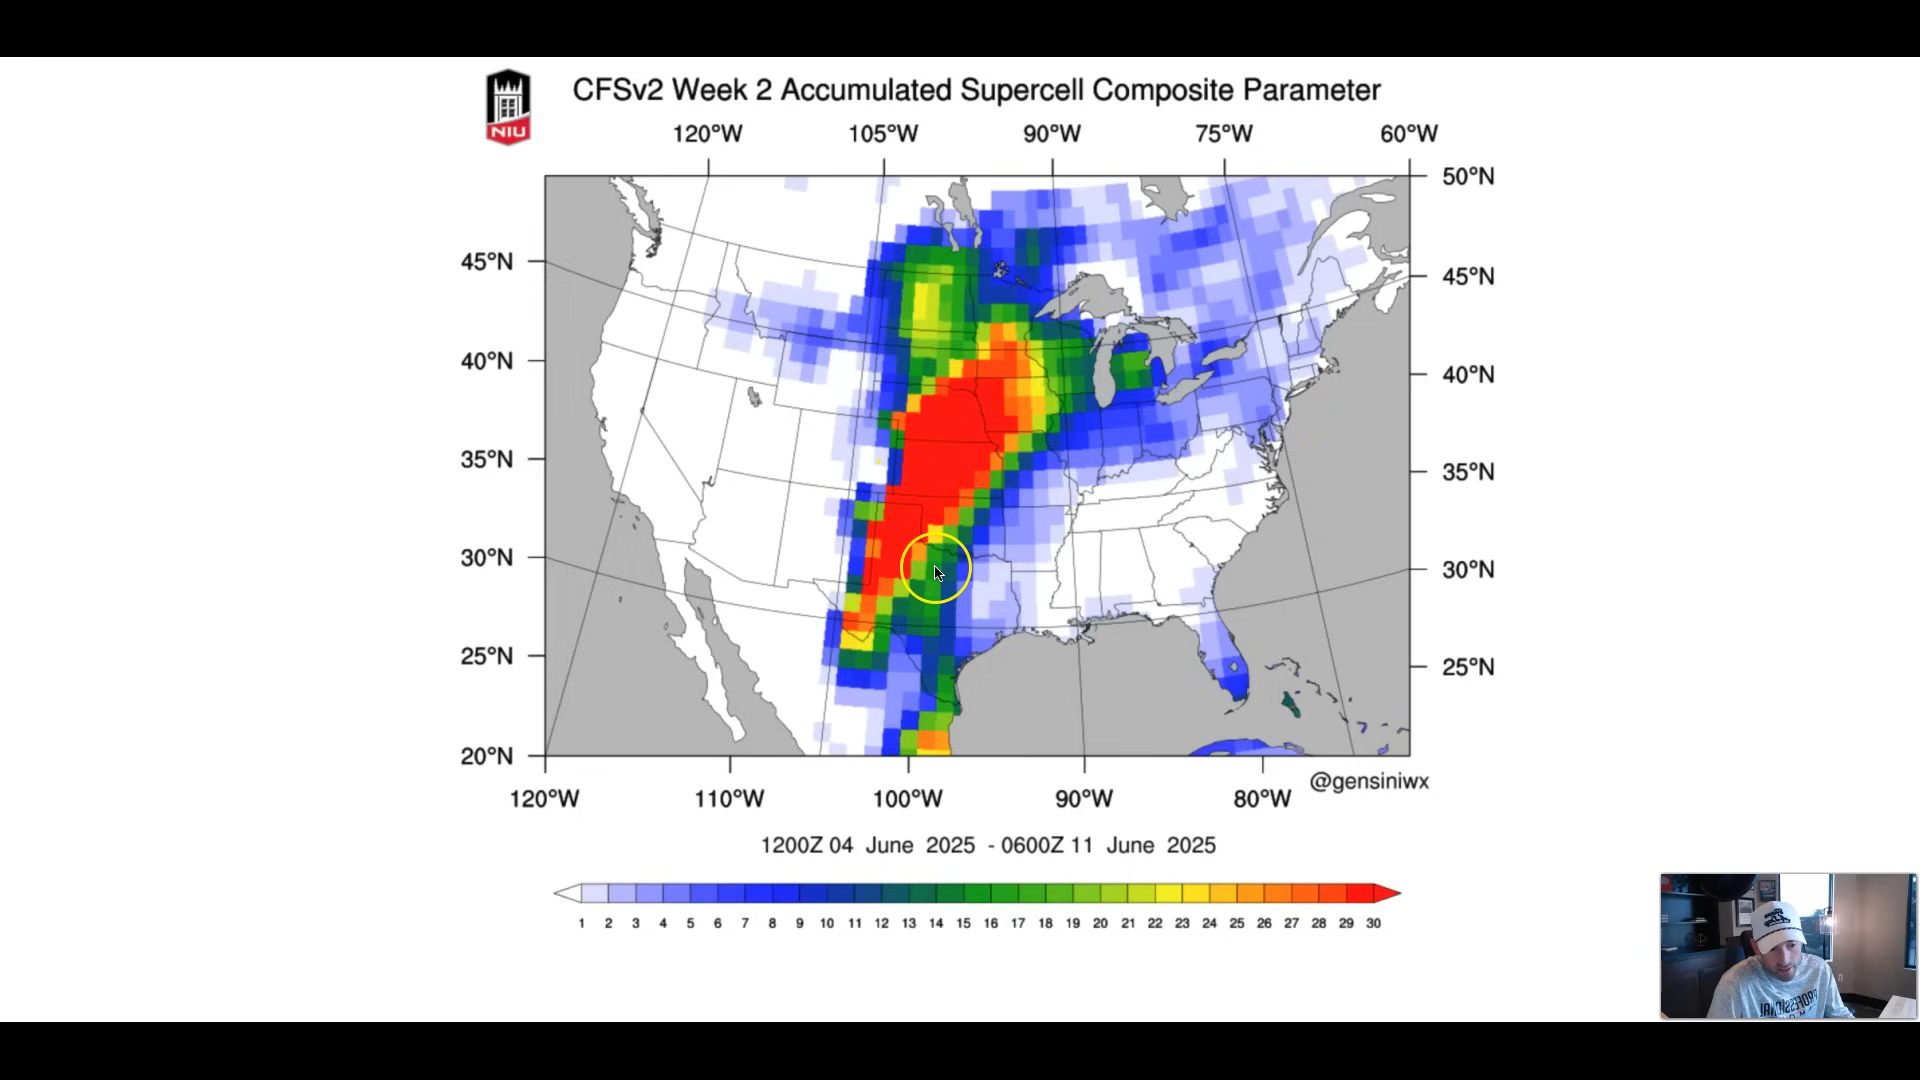 CFSv2 Week 2 Accumulated Supercell Composite Parameter
NIU
120°W 105°W 90°W 75°W 60°W
50°N
45°N 45°N
40°N 40°N
35°N 35°N
30°N 30°N
25°N 25°N
20°N
@gensiniwx
120°W 110°W 100°W 90°W 80°W
1200Z 04 June 2025 - 0600Z 11 June 2025
1 2 3 4 5 6 7 8 9 10 11 12 13 14 15 16 17 18 19 20 21 22 23 24 25 26 27 28 29 30
PROFESSIONAL